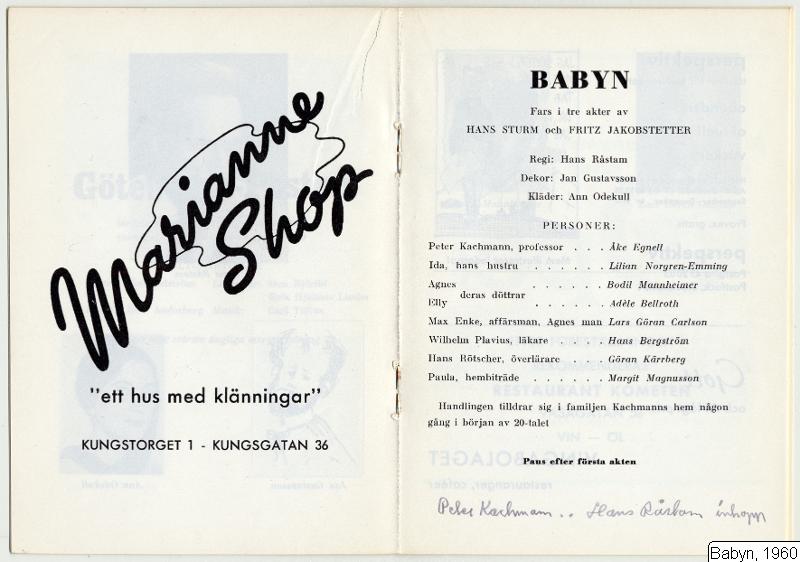 Marianne
Shop
"ett hus med klänningar"
KUNGSTORGET 1 - KUNGSGATAN 36
BABYN
Fars i tre akter av
HANS STURM och FRITZ JAKOBSTETTER
Regi: Hans Råstam
Dekor: Jan Gustavsson
Kläder: Ann Odekull
PERSONER:
Peter Kachmann, professor . . . Åke Egnell
Ida, hans hustru . . . . . Lilian Norgren-Emming
Agnes . . . . . . Bodil Mannheimer
deras döttrar
Elly . . . . . . Adèle Bellroth
Max Enke, affärsman, Agnes man Lars Göran Carlson
Wilhelm Plavius, läkare . . . . Hans Bergström
Hans Rötscher, överlärare . . . . Göran Kärrberg
Paula, hembiträde . . . . . . Margit Magnusson
Handlingen tilldrar sig i familjen Kachmanns hem någon
gång i början av 20-talet
Paus efter första akten
Peter Kachmann .. Hans Råstam inhopp
Babyn, 1960